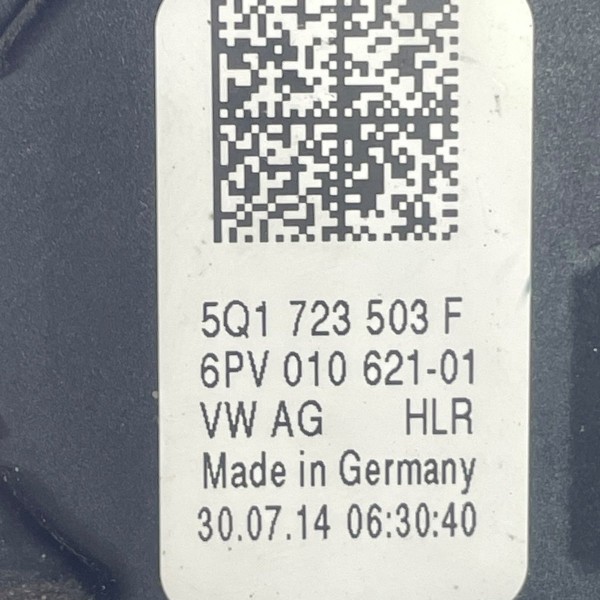 5Q1 723 503 F
6PV 010 621-01
VW AG HLR
Made in Germany
30.07.14 06:30:40